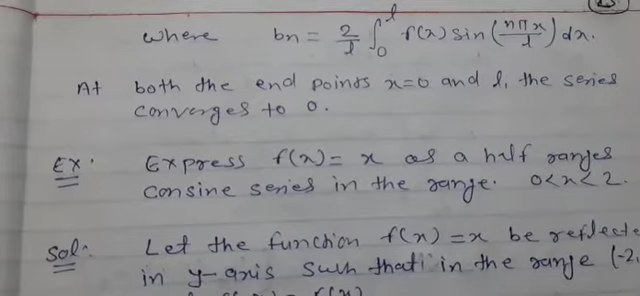 where bn = 2/l ∫₀ˡ f(x) sin (nπx/l) dx.
At both the end points x=0 and l, the series
converges to 0.
Ex. Express f(x) = x as a half ranges
consine series in the range. 0<x<2.
Sol:- Let the function f(x) = x be reflecte
in y-axis such that in the range (-2,